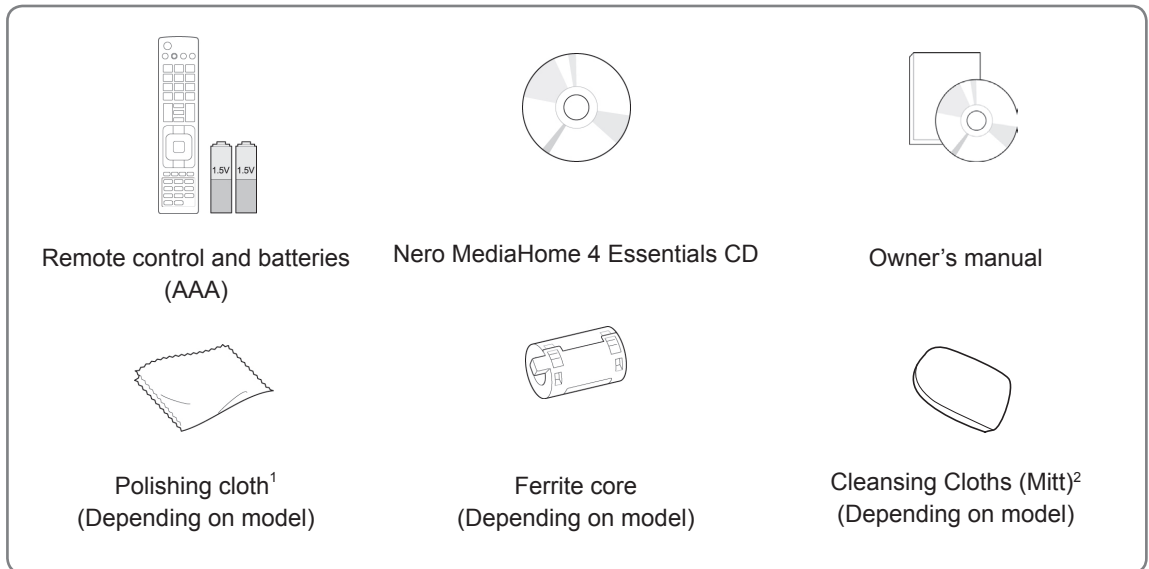 1.5V 1.5V
Remote control and batteries
(AAA)
Nero MediaHome 4 Essentials CD
Owner’s manual
Polishing cloth1
(Depending on model)
Ferrite core
(Depending on model)
Cleansing Cloths (Mitt)2
(Depending on model)